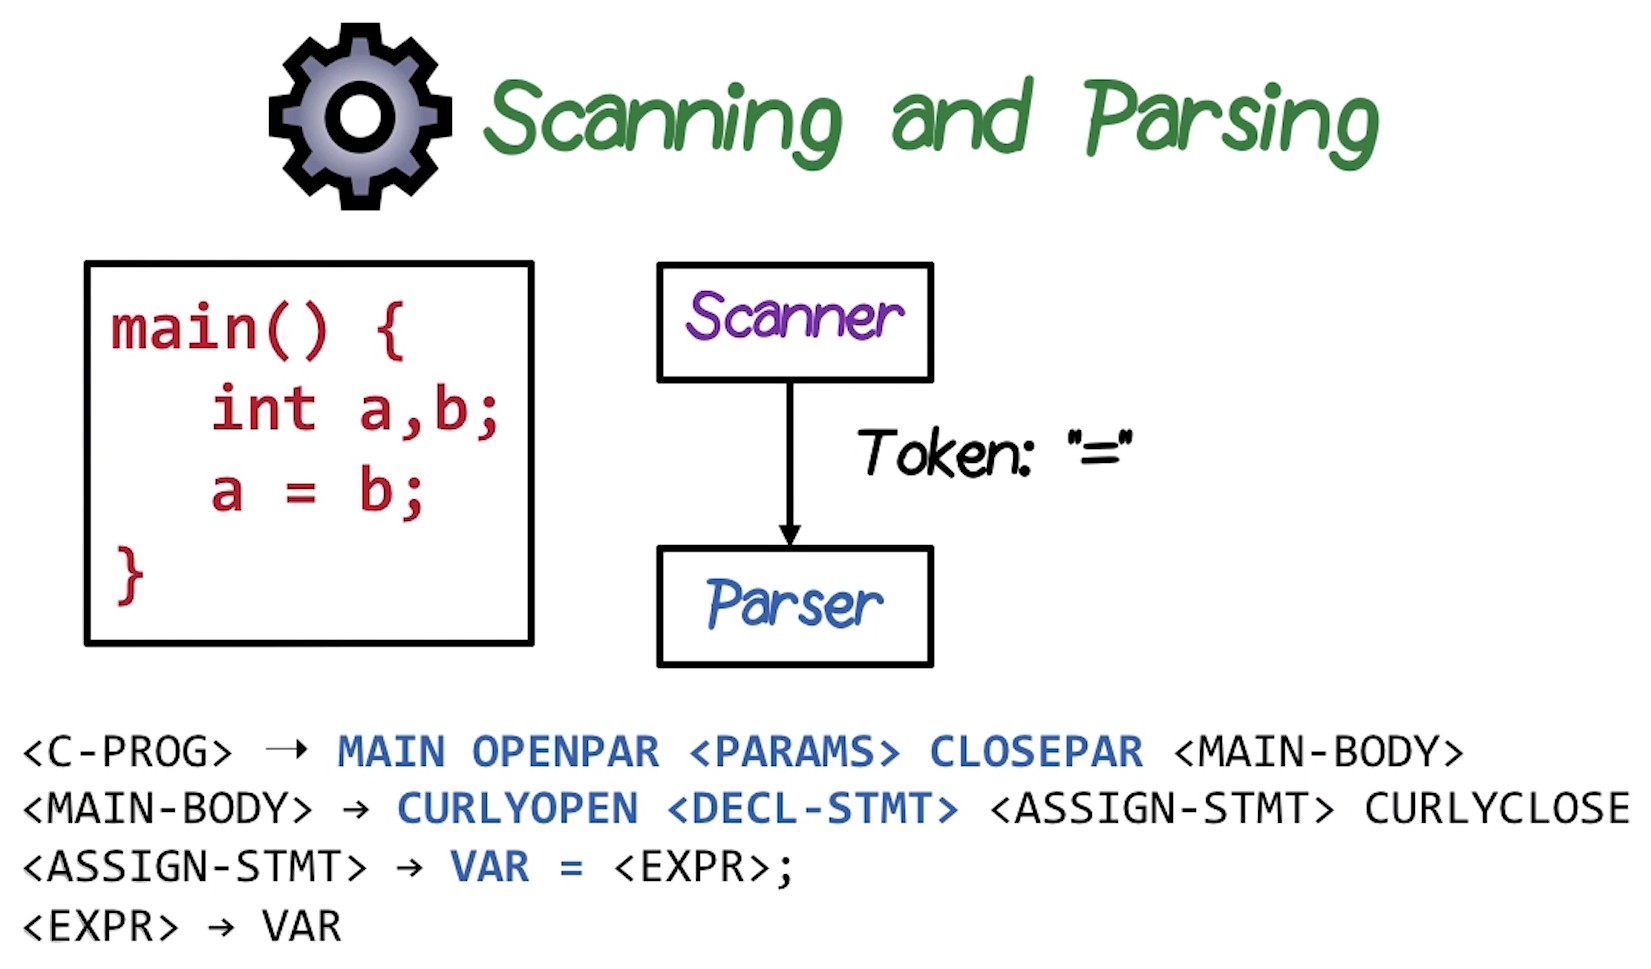 Scanning and Parsing
main() {
int a,b;
a = b;
}
Scanner
Token: "="
Parser
<C-PROG> → MAIN OPENPAR <PARAMS> CLOSEPAR <MAIN-BODY>
<MAIN-BODY> → CURLYOPEN <DECL-STMT> <ASSIGN-STMT> CURLYCLOSE
<ASSIGN-STMT> → VAR = <EXPR>;
<EXPR> → VAR